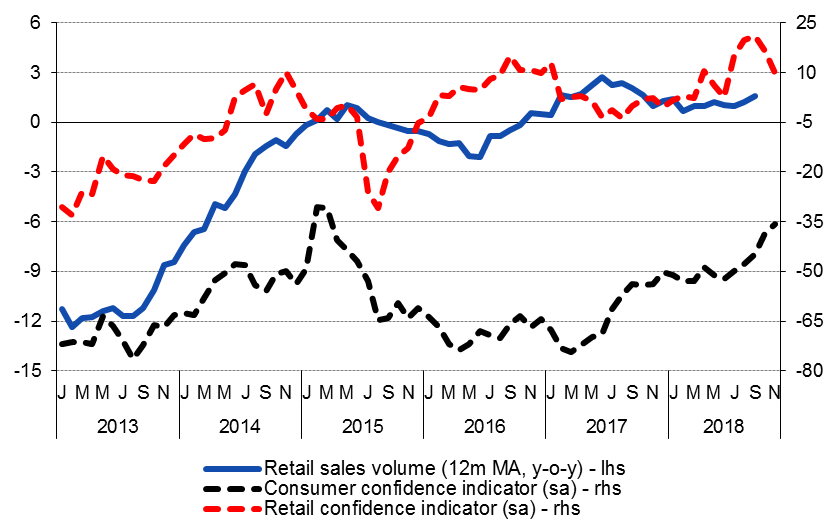 6 25
3 10
0 -5
-3 -20
-6 -35
-9 -50
-12 -65
-15 -80
J M M J S N J M M J S N J M M J S N J M M J S N J M M J S N J M M J S N
2013 2014 2015 2016 2017 2018
Retail sales volume (12m MA, y-o-y) - lhs
Consumer confidence indicator (sa) - rhs
Retail confidence indicator (sa) - rhs